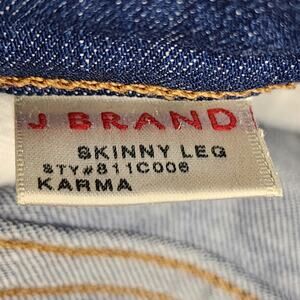 J BRAND
SKINNY LEG
STY#811C006
KARMA